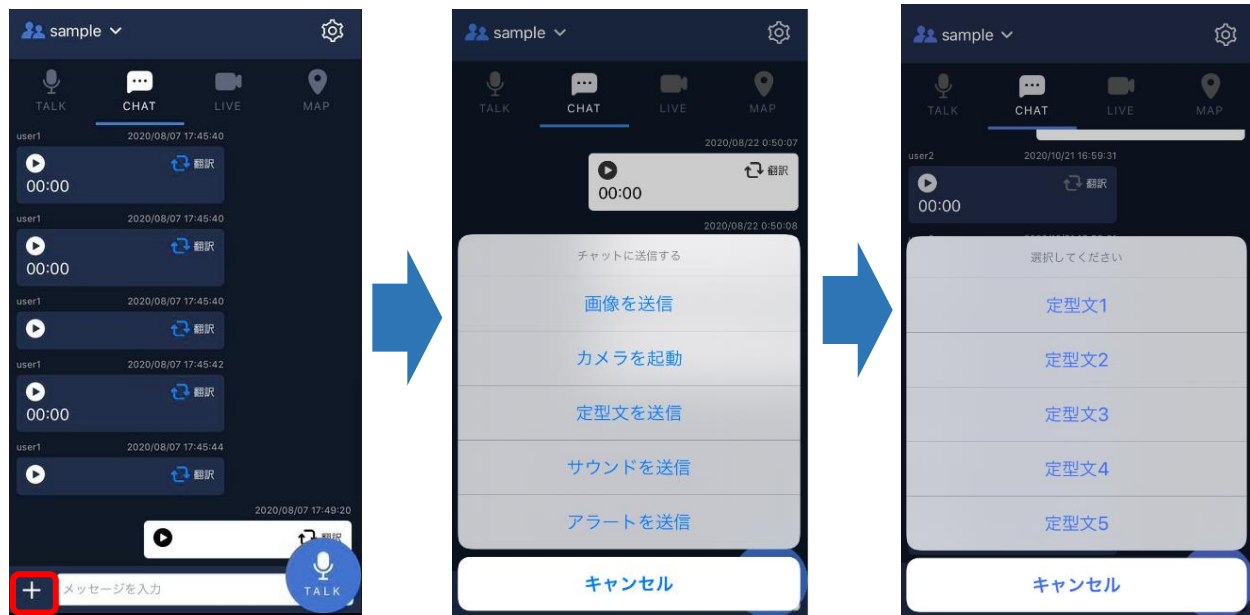 sample
TALK CHAT LIVE MAP
user1 2020/08/07 17:45:40
翻訳
00:00
user1 2020/08/07 17:45:40
翻訳
00:00
user1 2020/08/07 17:45:40
翻訳
user1 2020/08/07 17:45:42
翻訳
00:00
user1 2020/08/07 17:45:44
翻訳
2020/08/07 17:49:20
翻訳
メッセージを入力
TALK
sample
TALK CHAT LIVE MAP
2020/08/22 0:50:07
翻訳
00:00
2020/08/22 0:50:08
チャットに送信する
画像を送信
カメラを起動
定型文を送信
サウンドを送信
アラートを送信
キャンセル
sample
TALK CHAT LIVE MAP
user2 2020/10/21 16:59:31
翻訳
00:00
選択してください
定型文1
定型文2
定型文3
定型文4
定型文5
キャンセル